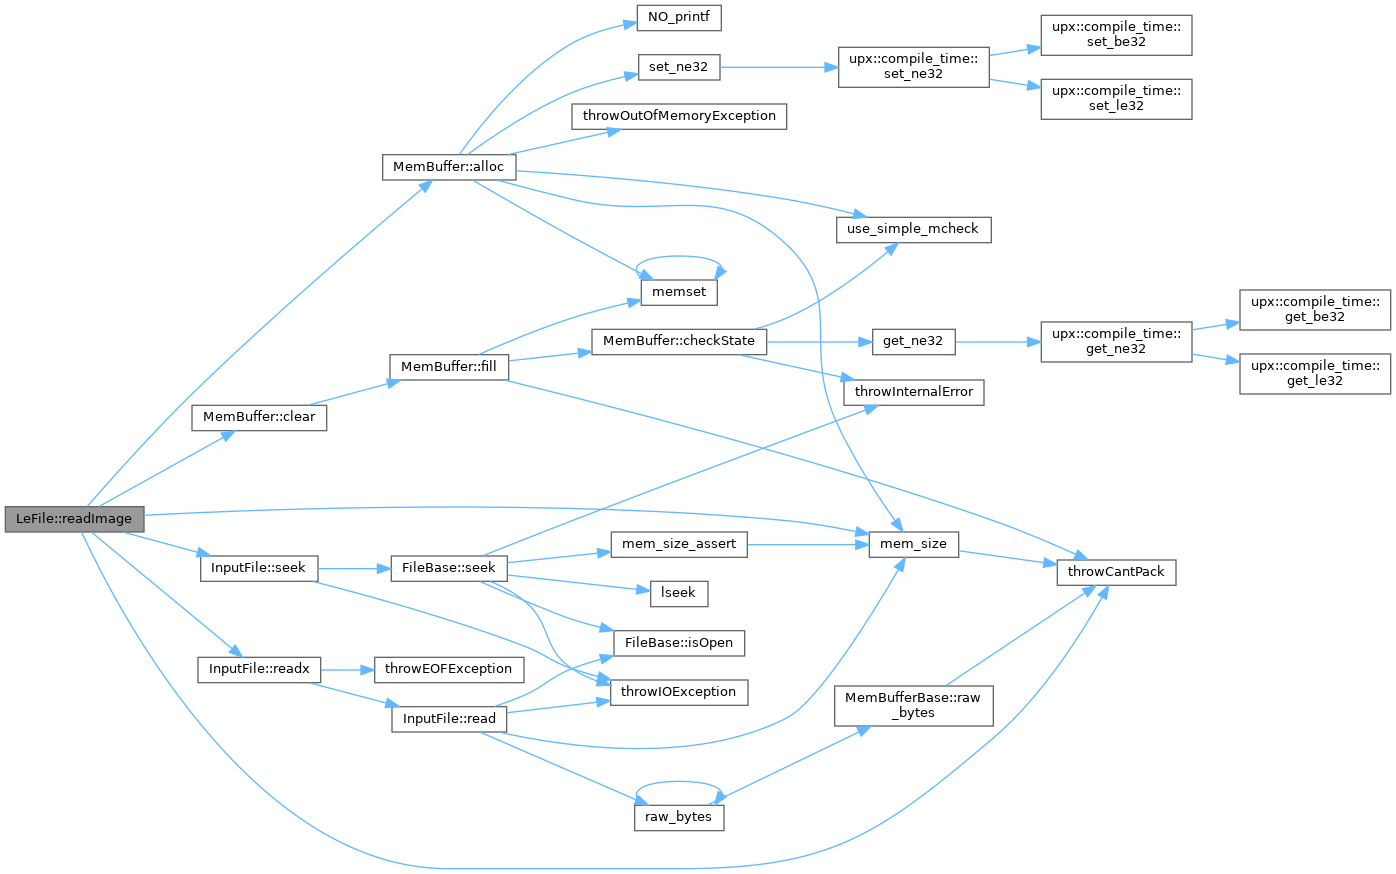 NO_printf
set_ne32
upx::compile_time::
set_ne32
upx::compile_time::
set_be32
upx::compile_time::
set_le32
throwOutOfMemoryException
MemBuffer::alloc
use_simple_mcheck
memset
MemBuffer::checkState
get_ne32
upx::compile_time::
get_ne32
upx::compile_time::
get_be32
upx::compile_time::
get_le32
MemBuffer::fill
throwInternalError
MemBuffer::clear
LeFile::readImage
mem_size_assert
mem_size
InputFile::seek
FileBase::seek
throwCantPack
lseek
FileBase::isOpen
InputFile::readx
throwEOFException
throwIOException
InputFile::read
MemBufferBase::raw
_bytes
raw_bytes